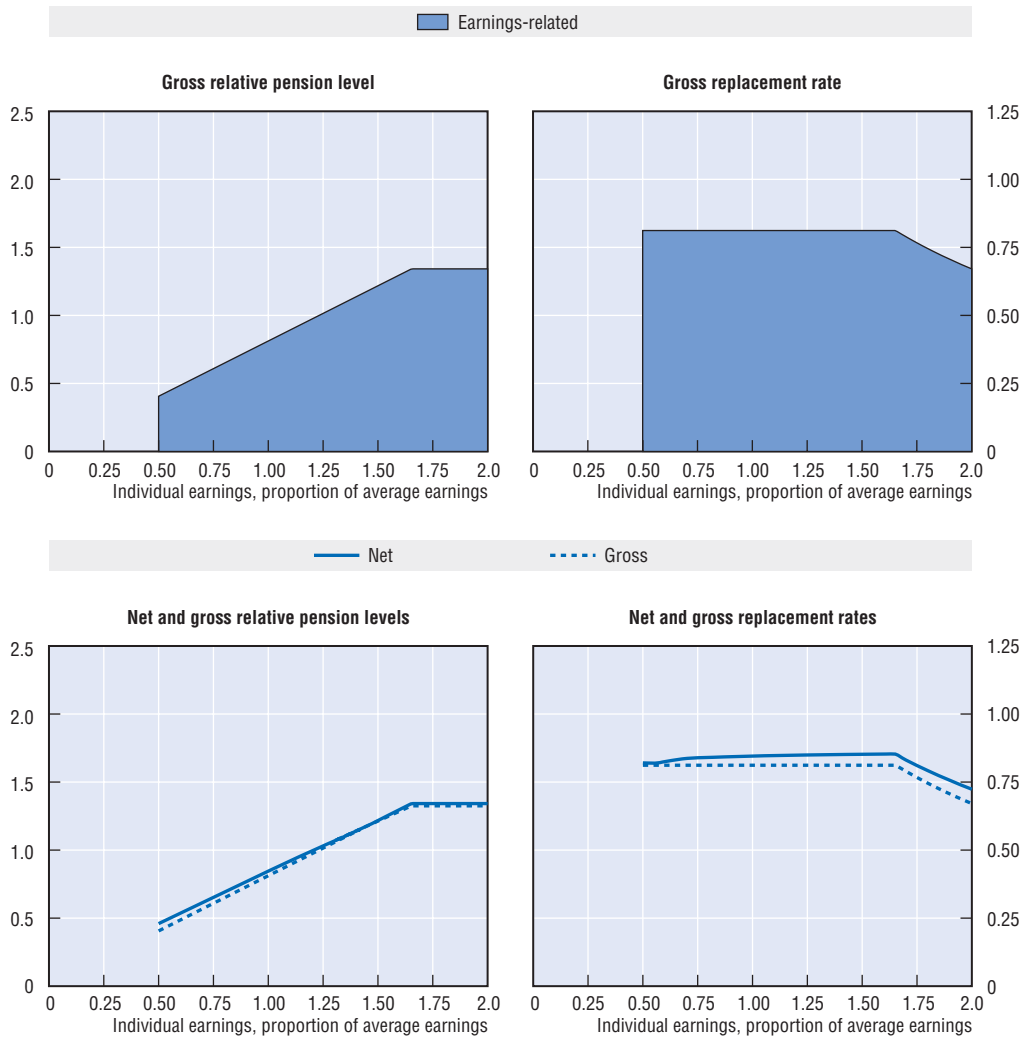 Earnings-related
Gross relative pension level
2.5
2.0
1.5
1.0
0.5
0
0 0.25 0.50 0.75 1.00 1.25 1.50 1.75 2.0
Individual earnings, proportion of average earnings
Gross replacement rate
1.25
1.00
0.75
0.50
0.25
0
0 0.25 0.50 0.75 1.00 1.25 1.50 1.75 2.0
Individual earnings, proportion of average earnings
Net Gross
Net and gross relative pension levels
2.5
2.0
1.5
1.0
0.5
0
0 0.25 0.50 0.75 1.00 1.25 1.50 1.75 2.0
Individual earnings, proportion of average earnings
Net and gross replacement rates
1.25
1.00
0.75
0.50
0.25
0
0 0.25 0.50 0.75 1.00 1.25 1.50 1.75 2.0
Individual earnings, proportion of average earnings